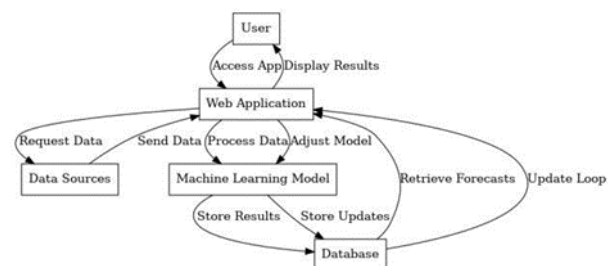 User
Access App Display Results
Web Application
Request Data Send Data Process Data Adjust Model
Data Sources Machine Learning Model Retrieve Forecasts Update Loop
Store Results Store Updates
Database